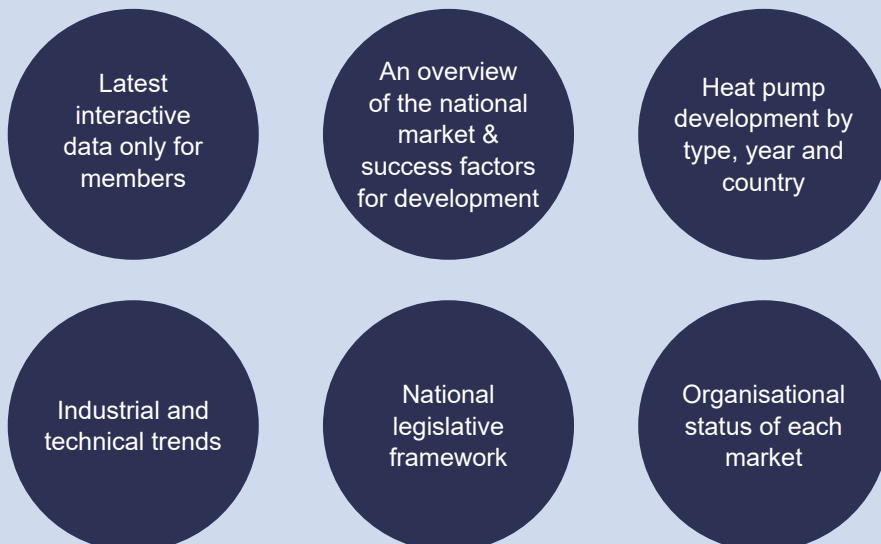 Latest
interactive
data only for
members
An overview
of the national
market &
success factors
for development
Heat pump
development by
type, year and
country
Industrial and
technical trends
National
legislative
framework
Organisational
status of each
market